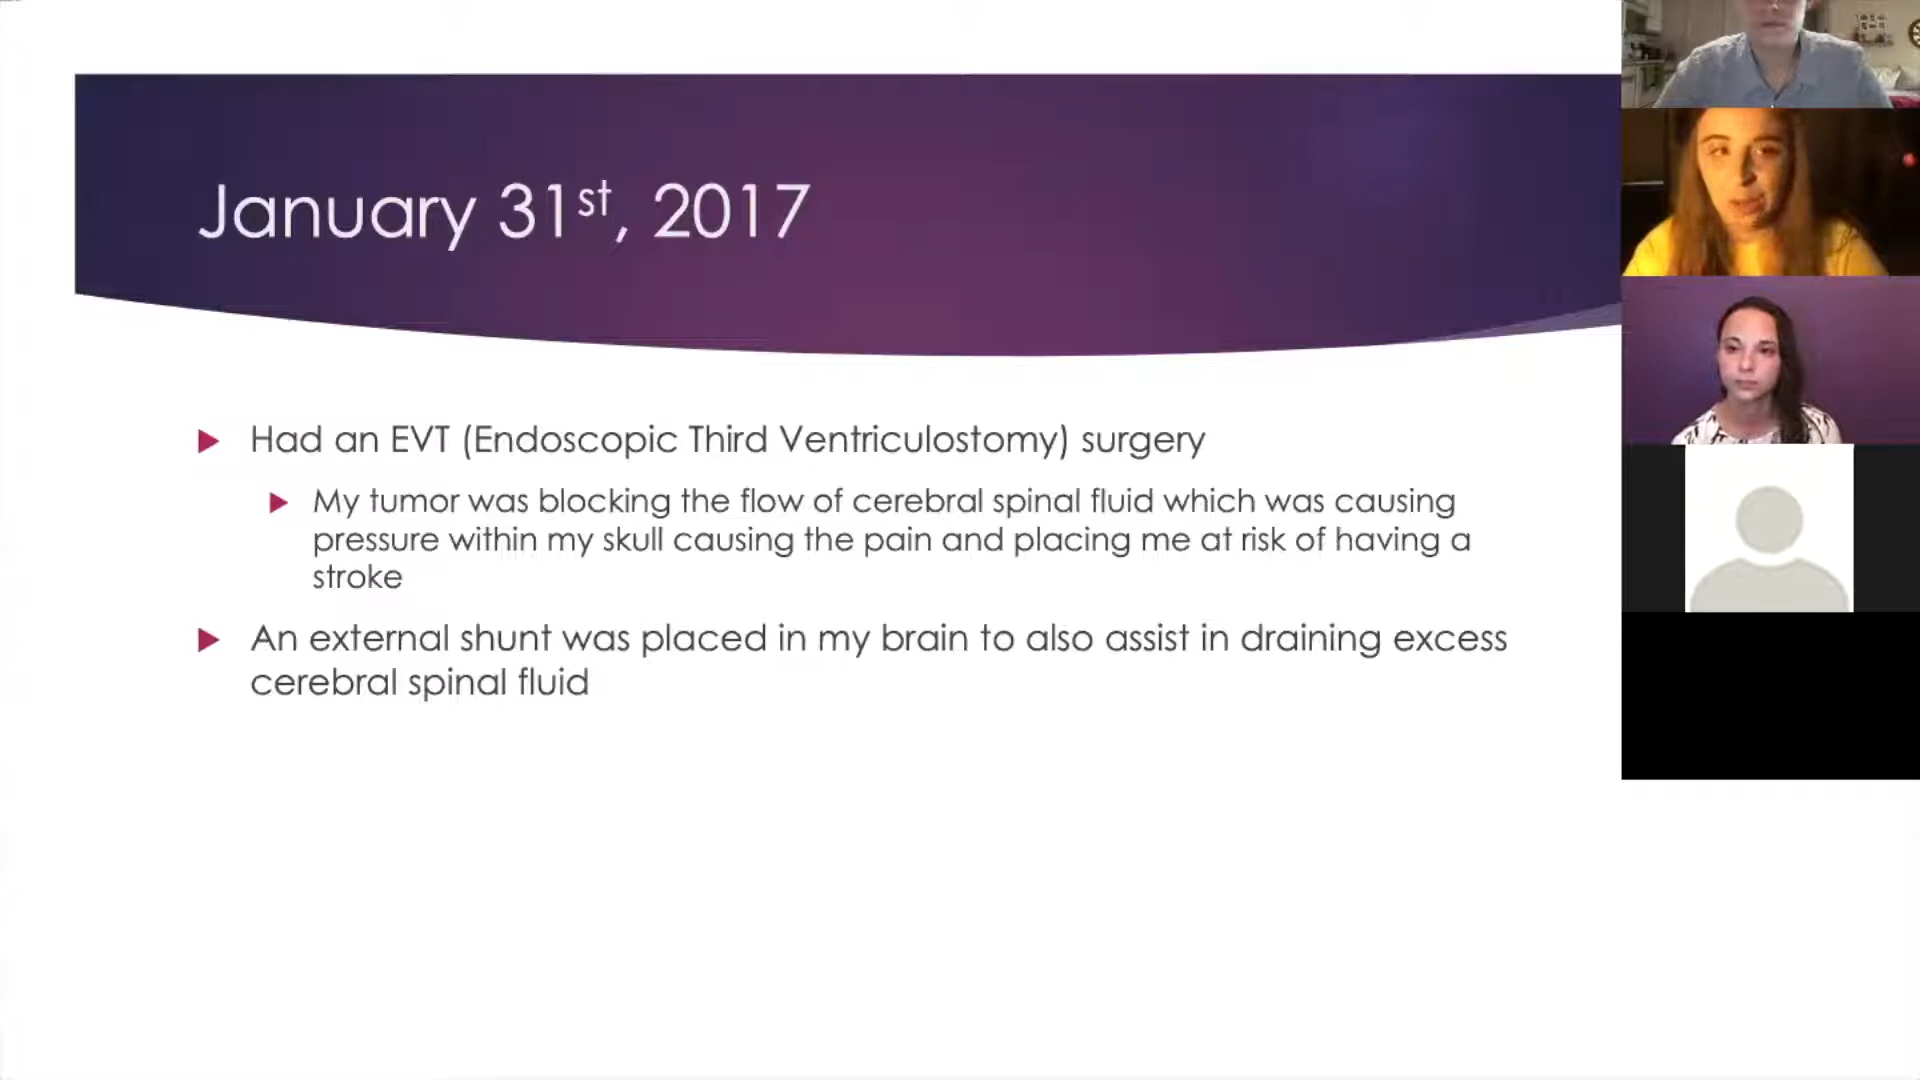 January 31st, 2017
Had an EVT (Endoscopic Third Ventriculostomy) surgery
My tumor was blocking the flow of cerebral spinal fluid which was causing
pressure within my skull causing the pain and placing me at risk of having a
stroke
An external shunt was placed in my brain to also assist in draining excess
cerebral spinal fluid